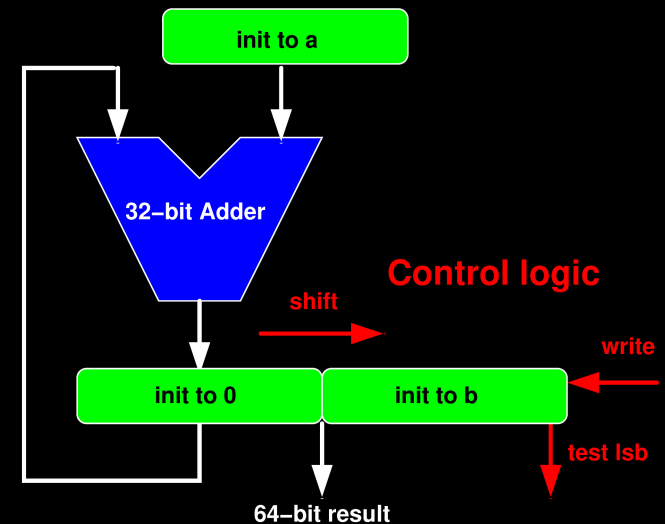 init to a
32−bit Adder
Control logic
shift
write
init to 0
init to b
test lsb
64−bit result